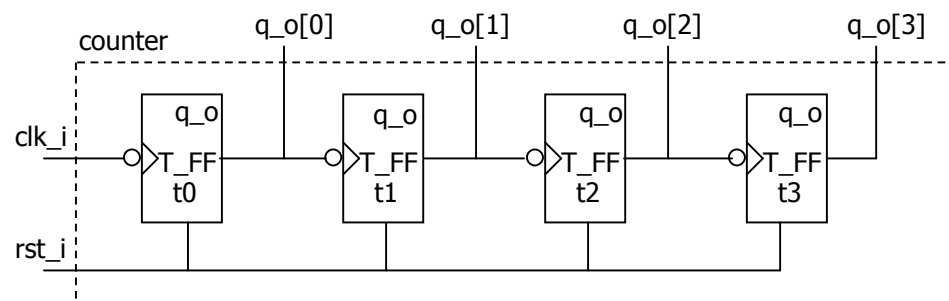 q_o[0] q_o[1] q_o[2] q_o[3]
counter
q_o q_o q_o q_o
clk_i
T_FF T_FF T_FF T_FF
t0 t1 t2 t3
rst_i